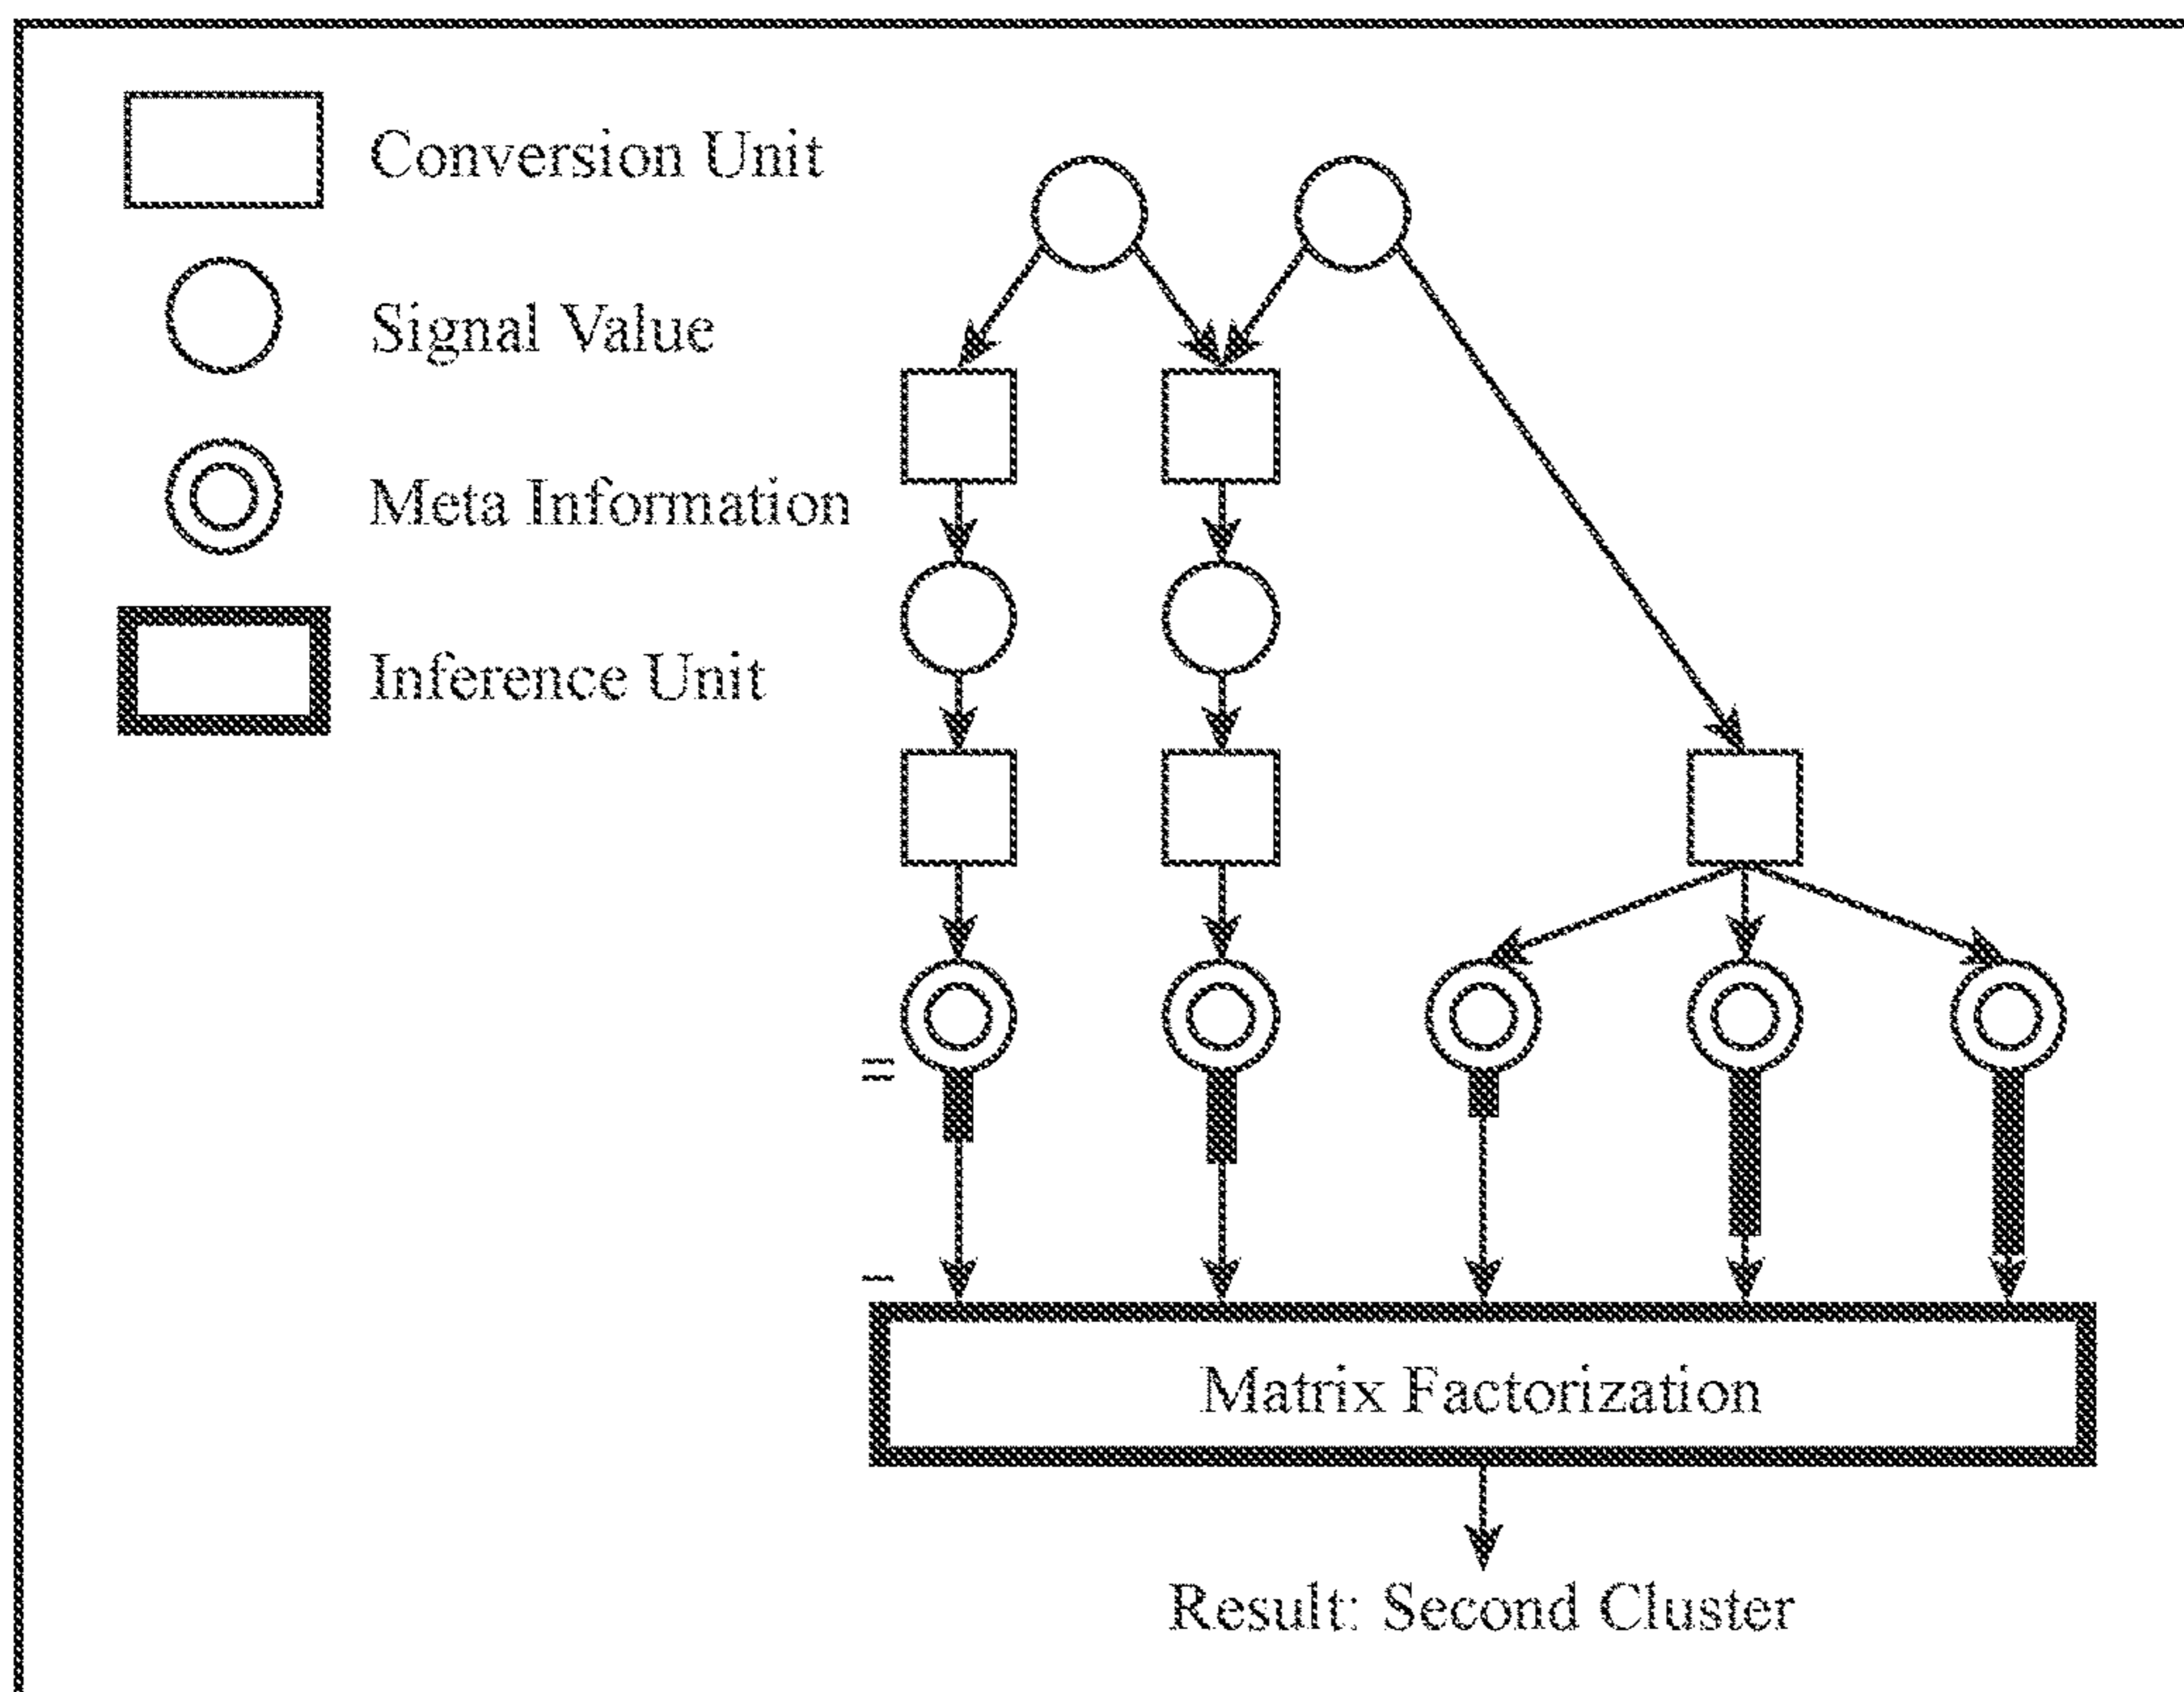 Conversion Unit
Signal Value
Meta Information
Inference Unit
Matrix Factorization
Result: Second Cluster